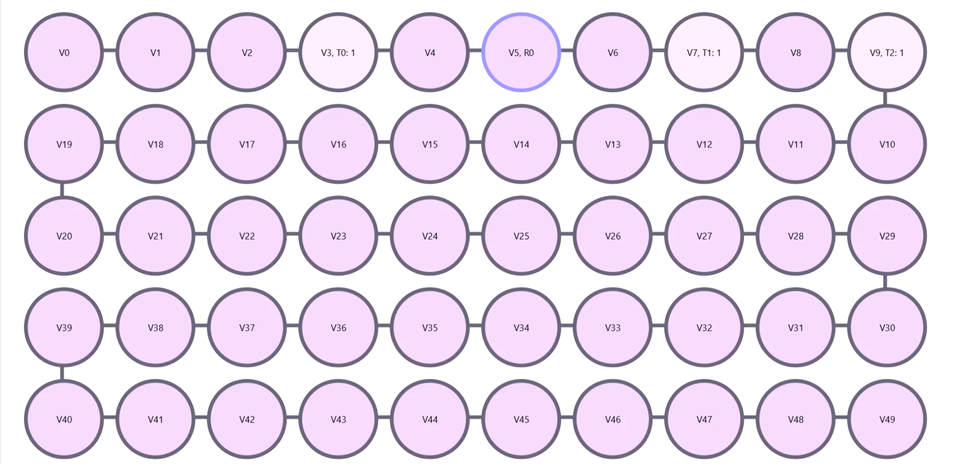 V0 V1 V2 V3, T0: 1 V4 V5, R0 V6 V7, T1: 1 V8 V9, T2: 1
V19 V18 V17 V16 V15 V14 V13 V12 V11 V10
V20 V21 V22 V23 V24 V25 V26 V27 V28 V29
V39 V38 V37 V36 V35 V34 V33 V32 V31 V30
V40 V41 V42 V43 V44 V45 V46 V47 V48 V49